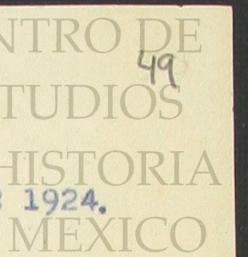 NTRO DE
49
TUDIOS
HISTORIA
1924.
MEXICO